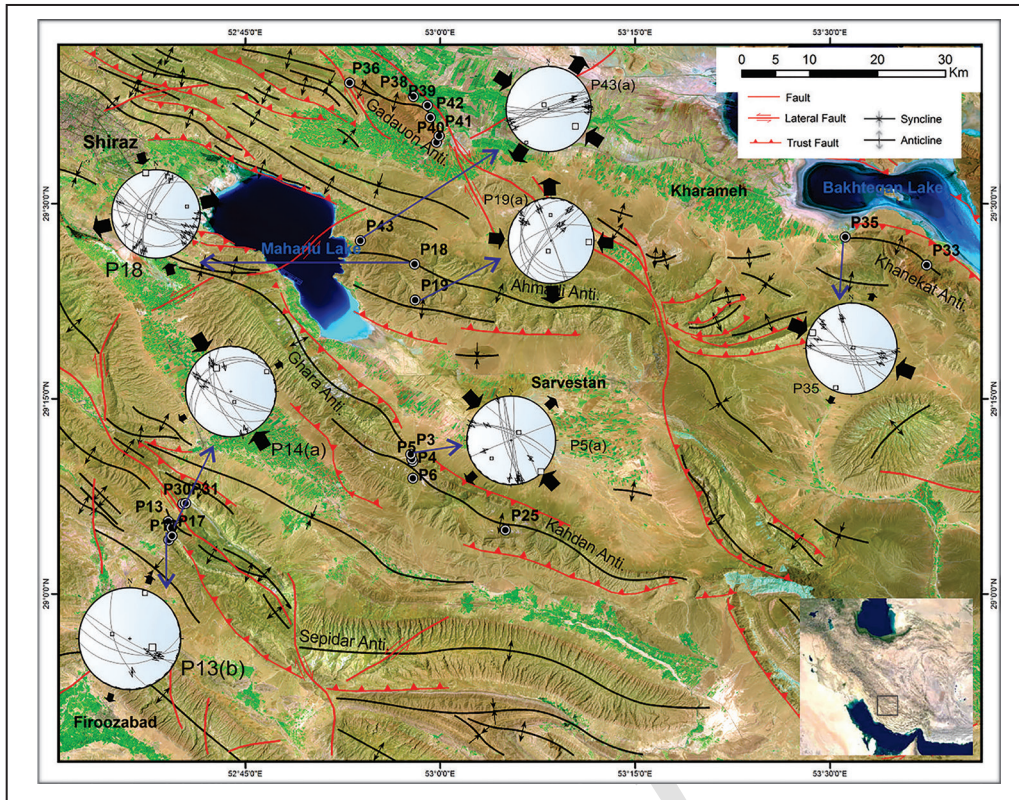 52°45'0"E 53°0'0"E 53°15'0"E 53°30'0"E
0 5 10 20 30
Km
Fault
Lateral Fault
Trust Fault
Syncline
Anticline
P36
P38
P39
P42
P41
P40
Gadauon Anti.
P43(a)
N
Shiraz
29°30'0"N
29°30'0"N
Kharameh
Bakhtegan Lake
P19(a)
N
N
P18
Maharlu Lake
P43
P18
P19
Ahmadi Anti.
P35
P33
Khanekat Anti.
N
P35
Ghara Anti.
Sarvestan
29°15'0"N
29°15'0"N
N
P14(a)
N
P5(a)
P5
P3
P4
P6
P25
Kahdan Anti.
P30
P31
P13
P17
29°0'0"N
29°0'0"N
N
P13(b)
Sepidar Anti.
Firoozabad
52°45'0"E 53°0'0"E 53°15'0"E 53°30'0"E